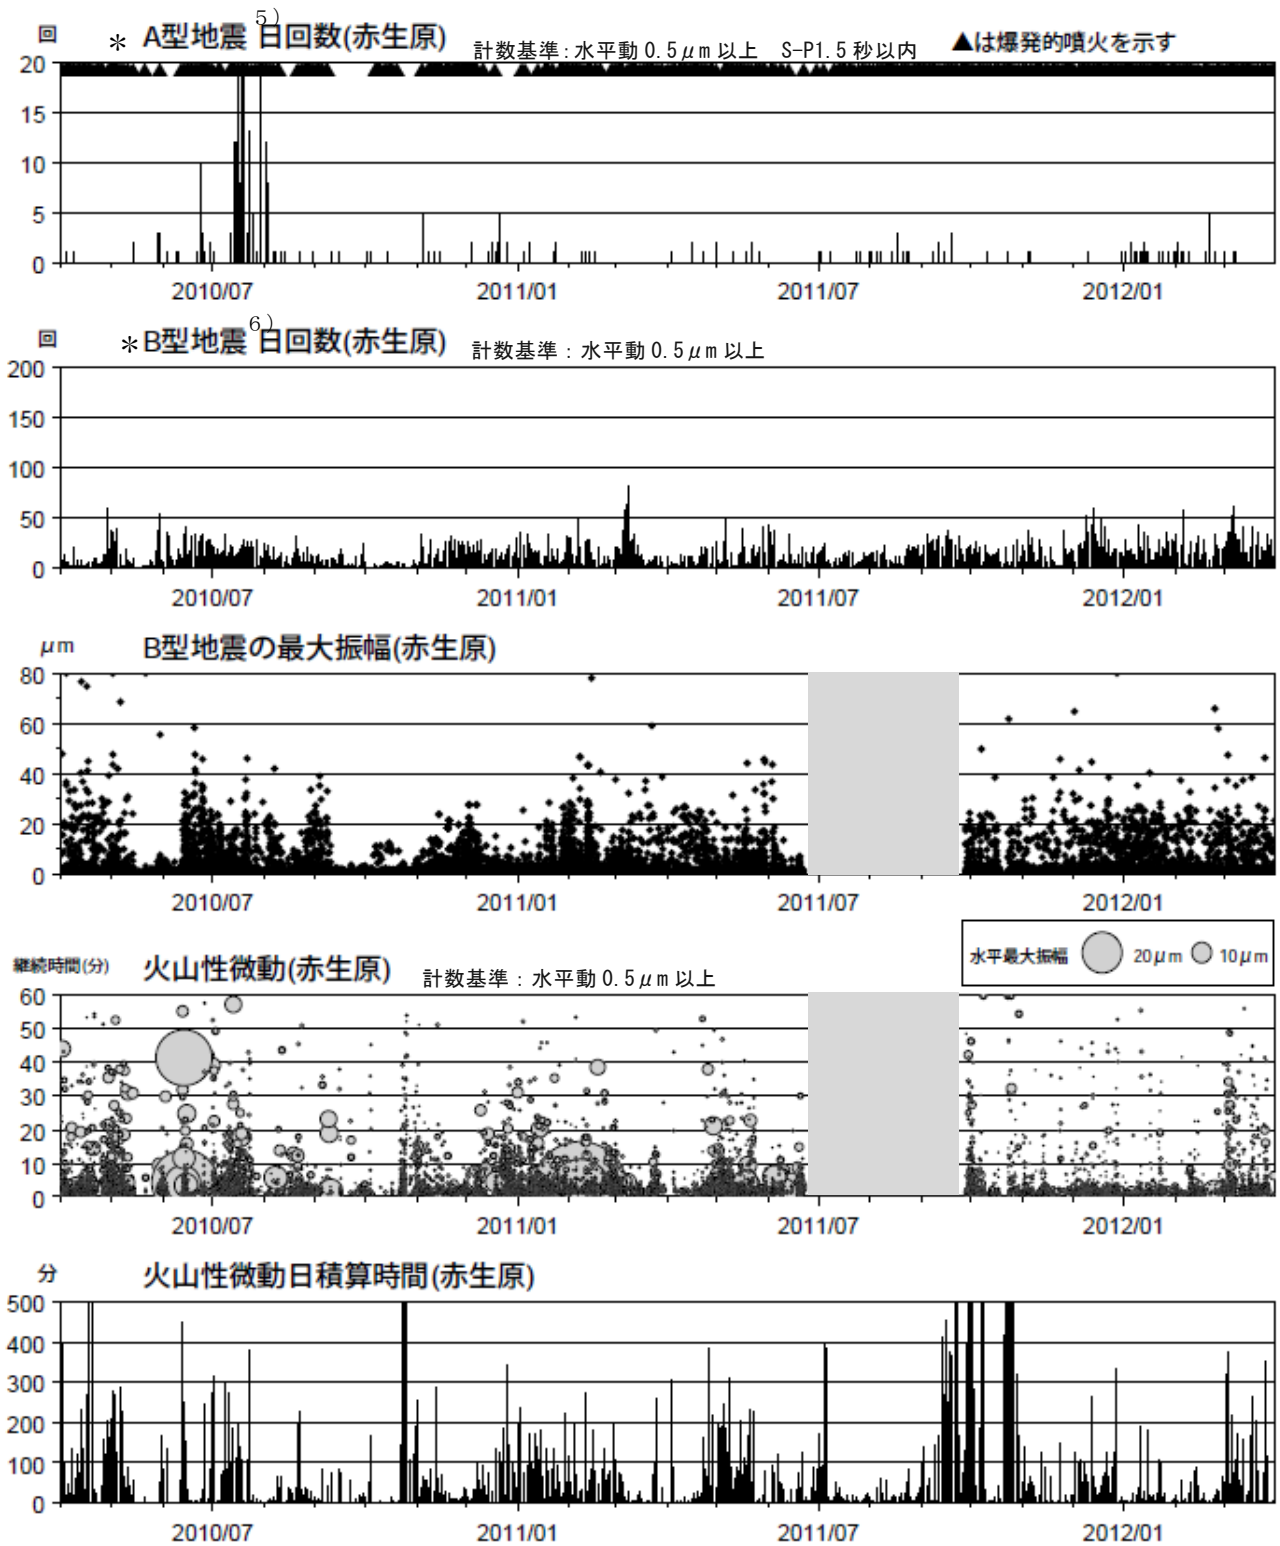 回 * A型地震 日回数(赤生原) 5) 計数基準:水平動 0.5μm 以上 S-P1.5 秒以内 ▲は爆発的噴火を示す
20
15
10
5
0
2010/07 2011/01 2011/07 2012/01
回 *B型地震 日回数(赤生原) 6) 計数基準:水平動 0.5μm 以上
200
150
100
50
0
2010/07 2011/01 2011/07 2012/01
μm B型地震の最大振幅(赤生原)
80
60
40
20
0
2010/07 2011/01 2011/07 2012/01
水平最大振幅 20μm 10μm
継続時間(分) 火山性微動(赤生原) 計数基準:水平動 0.5μm 以上
60
50
40
30
20
10
0
2010/07 2011/01 2011/07 2012/01
分 火山性微動日積算時間(赤生原)
500
400
300
200
100
0
2010/07 2011/01 2011/07 2012/01